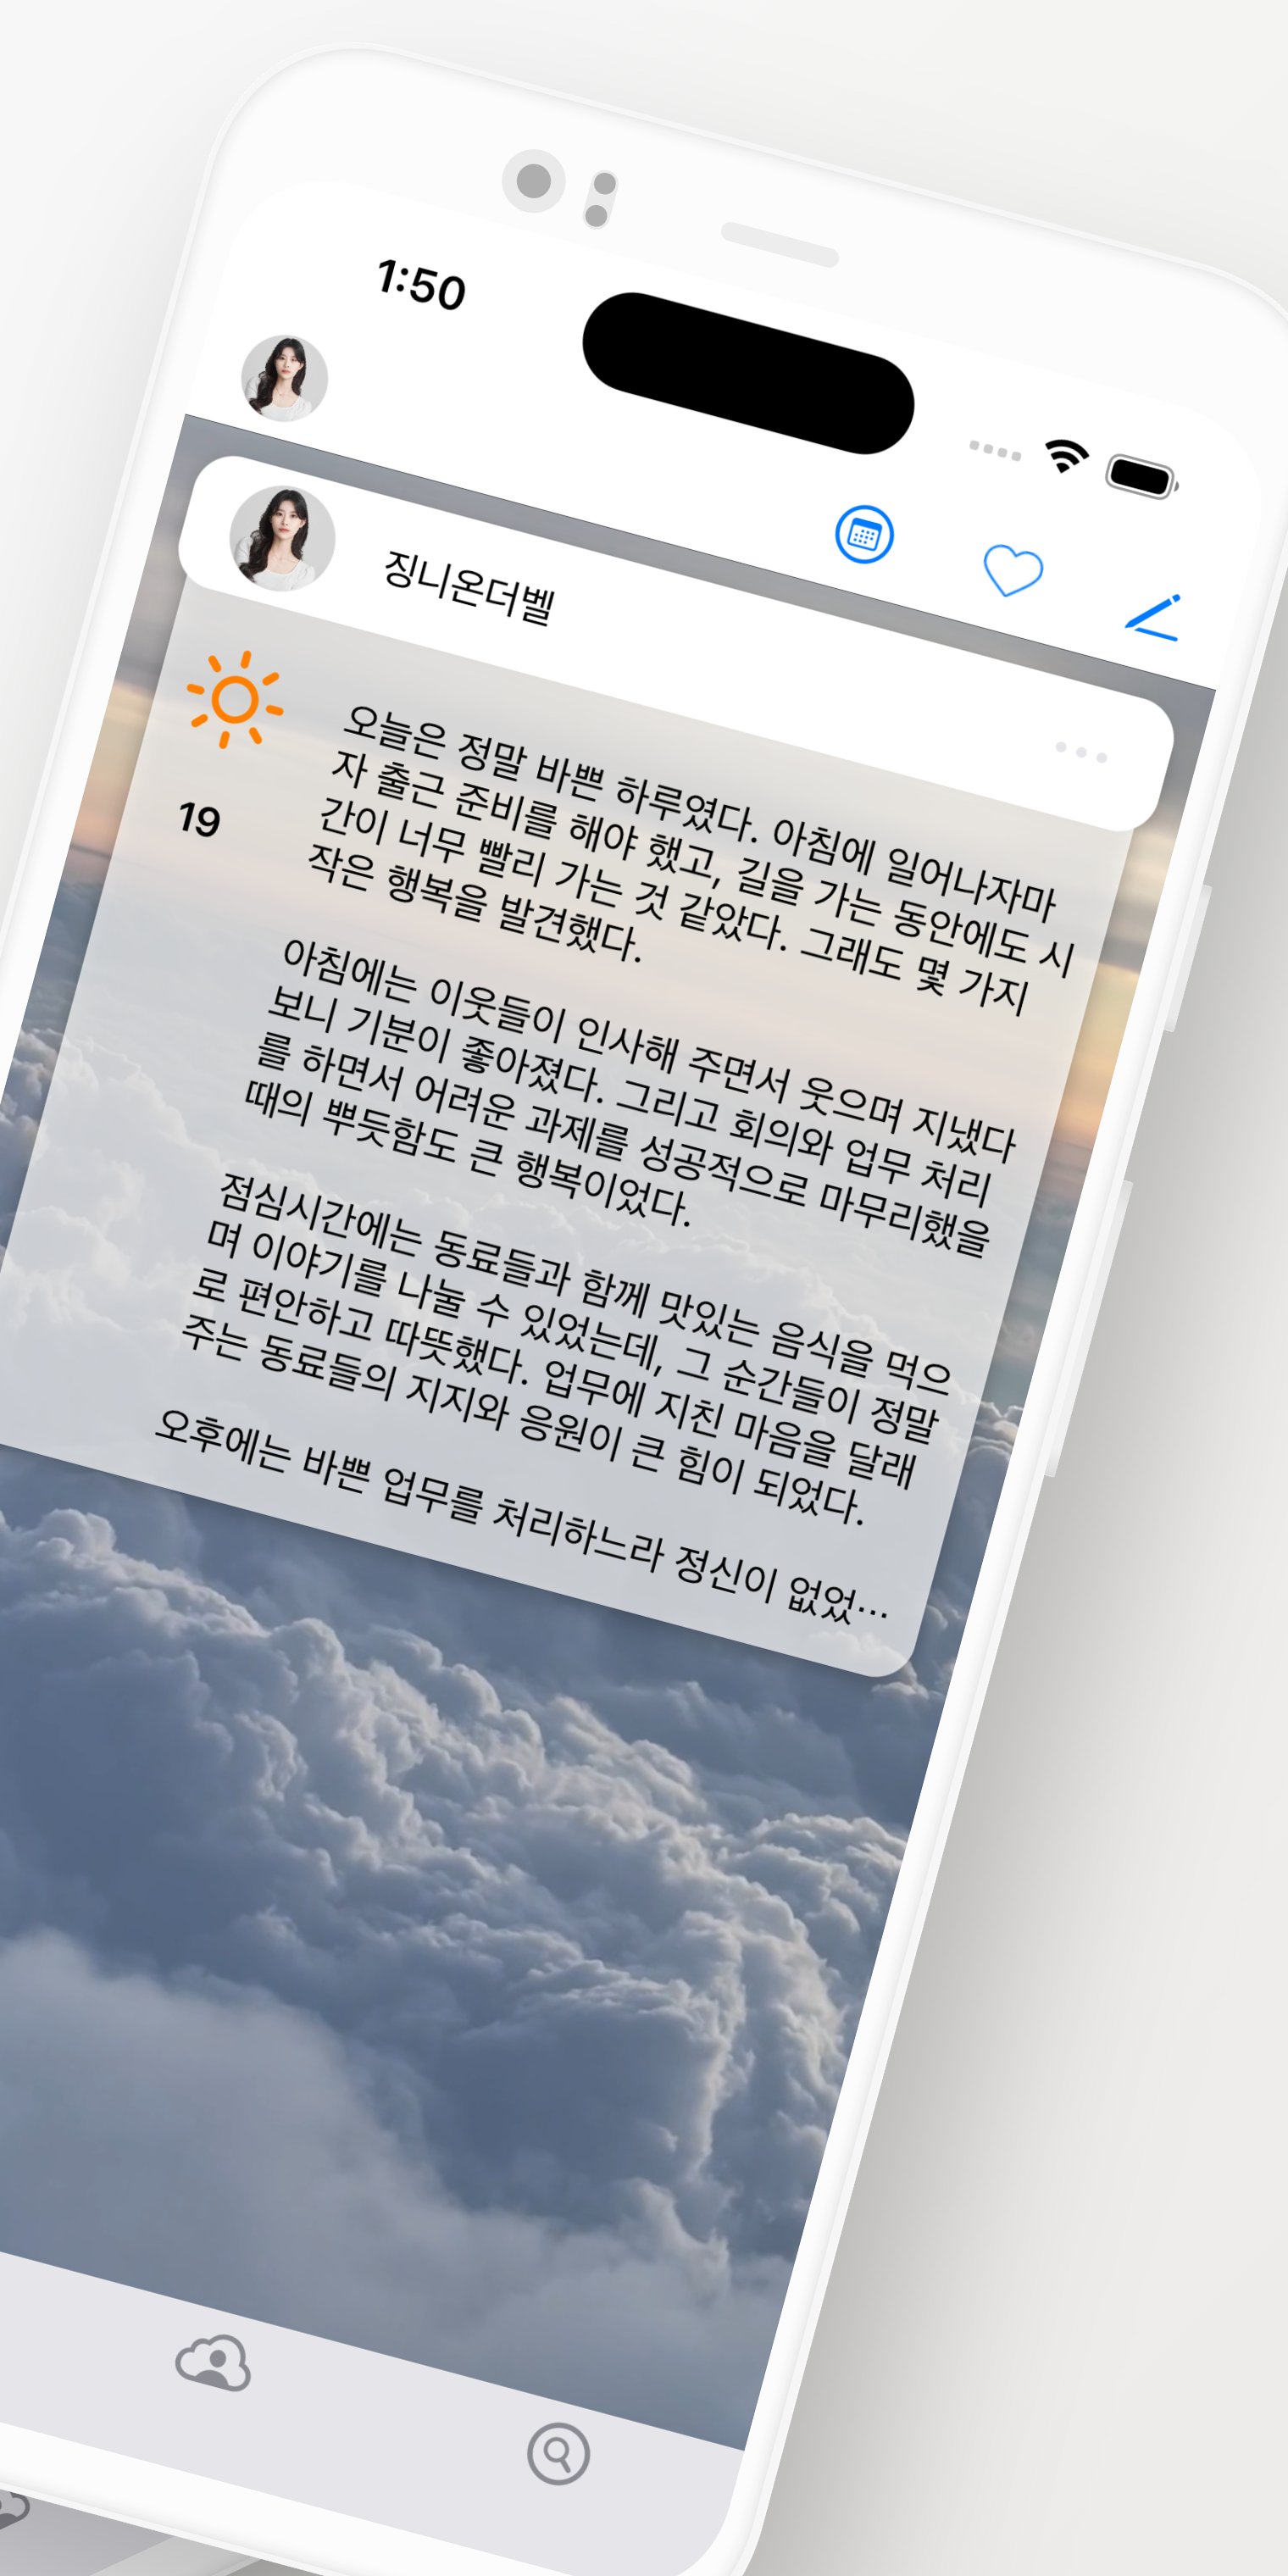 1:50
징니온더벨
19
오늘은 정말 바쁜 하루였다. 아침에 일어나자마
자 출근 준비를 해야 했고, 길을 가는 동안에도 시
간이 너무 빨리 가는 것 같았다. 그래도 몇 가지
작은 행복을 발견했다.
아침에는 이웃들이 인사해 주면서 웃으며 지냈다
보니 기분이 좋아졌다. 그리고 회의와 업무 처리
를 하면서 어려운 과제를 성공적으로 마무리했을
때의 뿌듯함도 큰 행복이었다.
점심시간에는 동료들과 함께 맛있는 음식을 먹으
며 이야기를 나눌 수 있었는데, 그 순간들이 정말
로 편안하고 따뜻했다. 업무에 지친 마음을 달래
주는 동료들의 지지와 응원이 큰 힘이 되었다.
오후에는 바쁜 업무를 처리하느라 정신이 없었…